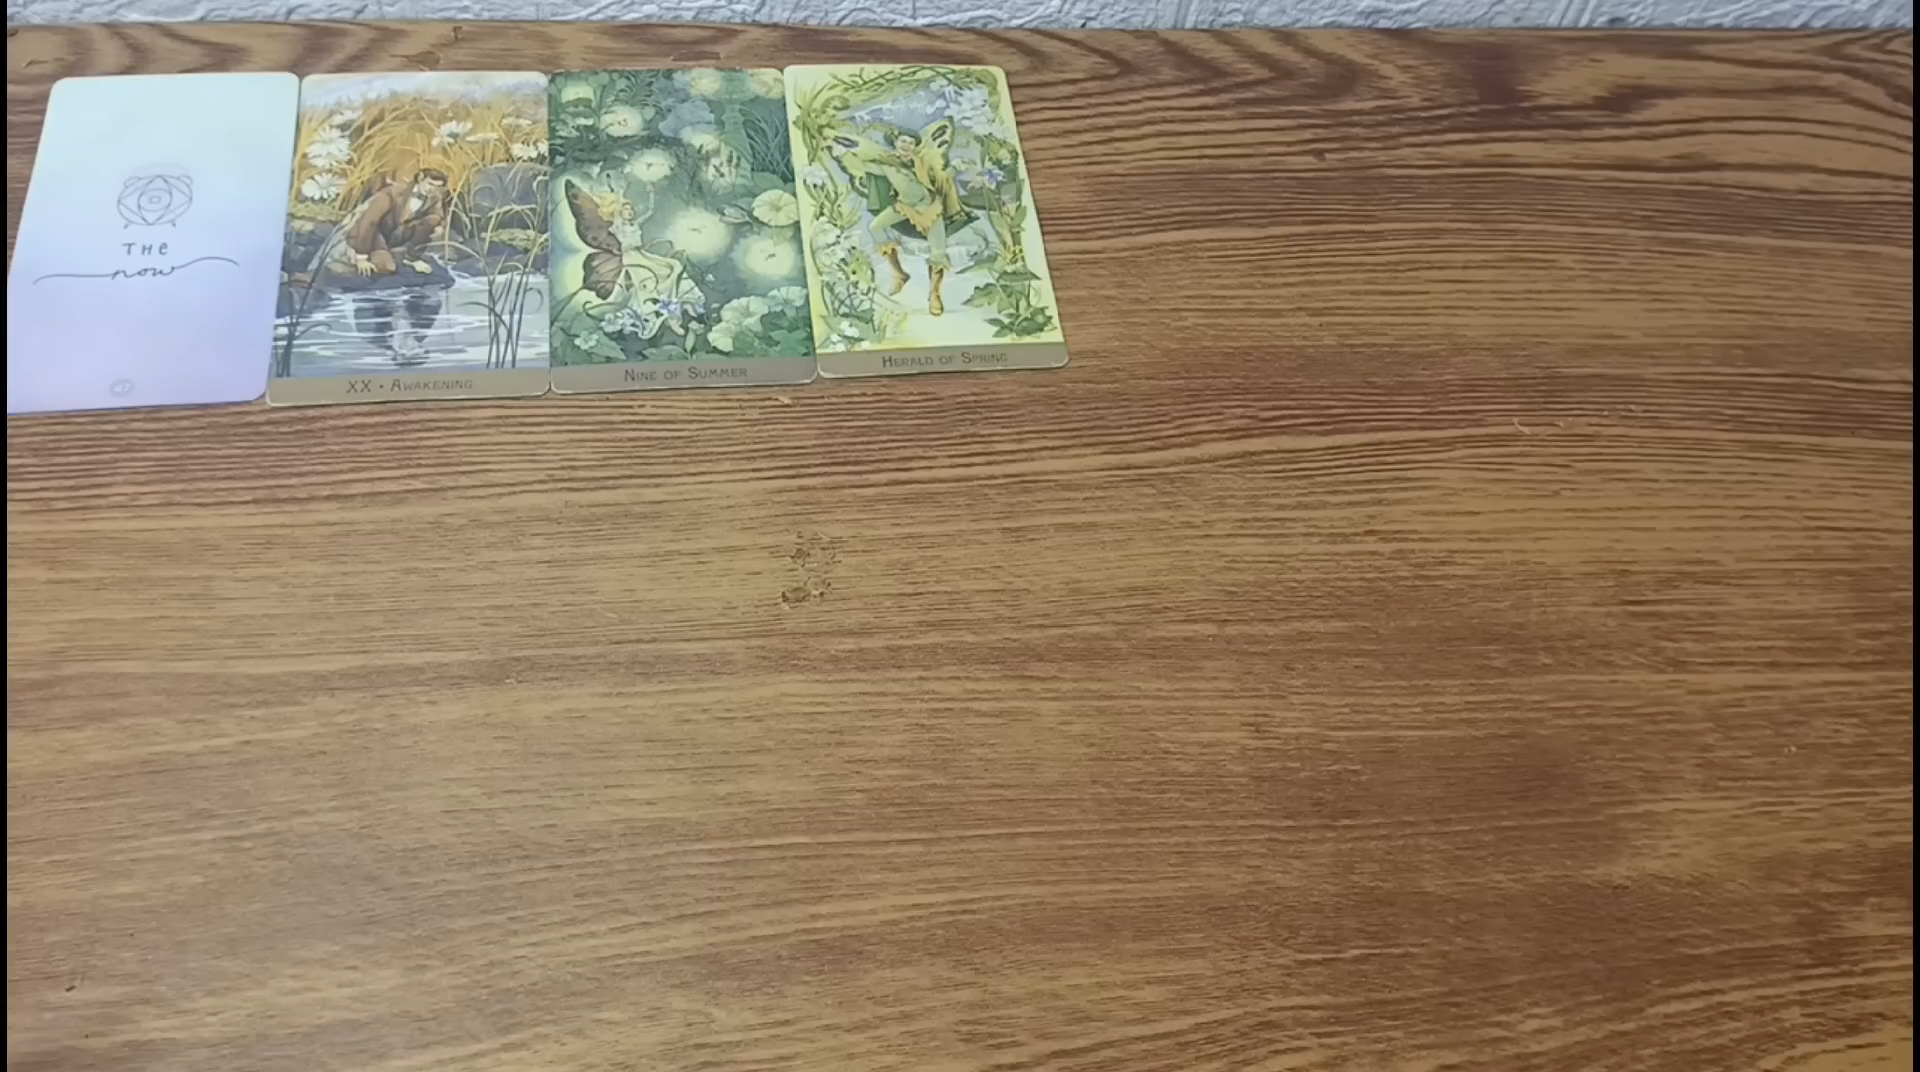 THE
now
XX • AWAKENING
NINE OF SUMMER
HERALD OF SPRING